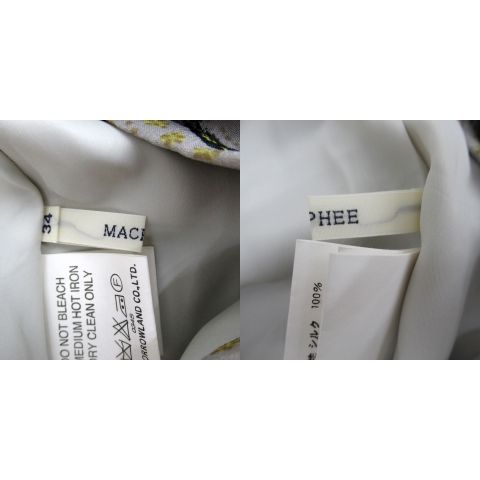 34
MACP
DO NOT BLEACH
MEDIUM HOT IRON
DRY CLEAN ONLY
ORROWLAND CO.,LTD.
PHEE
シルク 100%